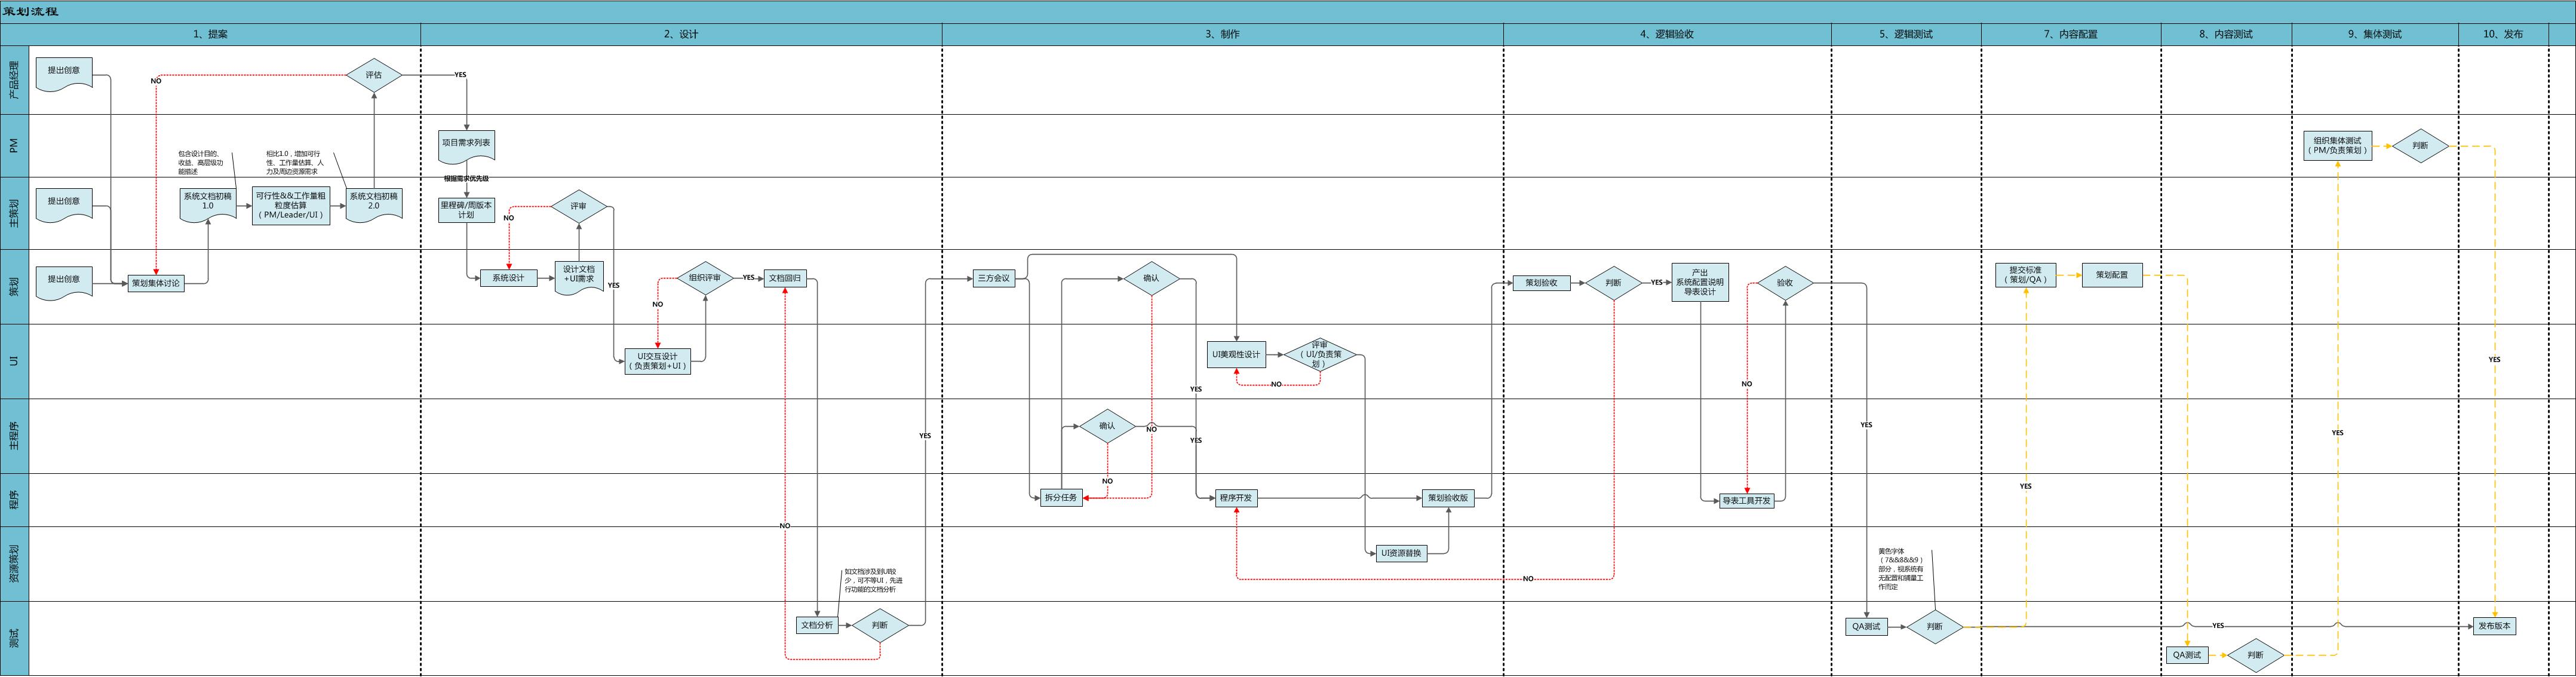 策划流程
1、提案
2、设计
3、制作
4、逻辑验收
5、逻辑测试
7、内容配置
8、内容测试
9、集体测试
10、发布
产品经理
提出创意
NO
评估
YES
PM
包含设计目的、
收益、高层级功
能描述
相比1.0，增加可行
性、工作量估算、人
力及周边资源需求
项目需求列表
根据需求优先级
组织集体测试
（PM/负责策划）
判断
主策划
提出创意
系统文档初稿
1.0
可行性&&工作量粗
粒度估算
（PM/Leader/UI）
系统文档初稿
2.0
里程碑/周版本
计划
NO
评审
策划
提出创意
策划集体讨论
系统设计
设计文档
+UI需求
YES
NO
组织评审
YES
文档回归
三方会议
确认
策划验收
判断
YES
产出
系统配置说明
导表设计
验收
提交标准
（策划/QA）
策划配置
UI
UI交互设计
（负责策划+UI）
UI美观性设计
评审
（UI/负责策
划）
NO
YES
NO
YES
主程序
YES
确认
NO
YES
YES
YES
程序
NO
拆分任务
程序开发
策划验收版
导表工具开发
YES
资源策划
NO
UI资源替换
如文档涉及到UI较
少，可不等UI，先进
行功能的文档分析
NO
黄色字体
（7&&8&&9）
部分，视系统有
无配置和铺量工
作而定
测试
文档分析
判断
QA测试
判断
YES
发布版本
QA测试
判断